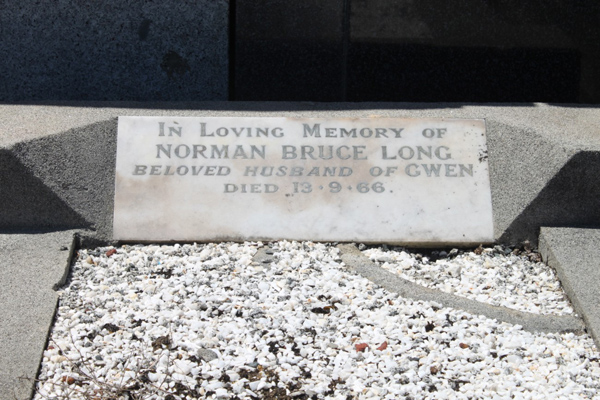 In Loving Memory of
NORMAN BRUCE LONG
BELOVED HUSBAND OF GWEN
DIED 13·9·66.